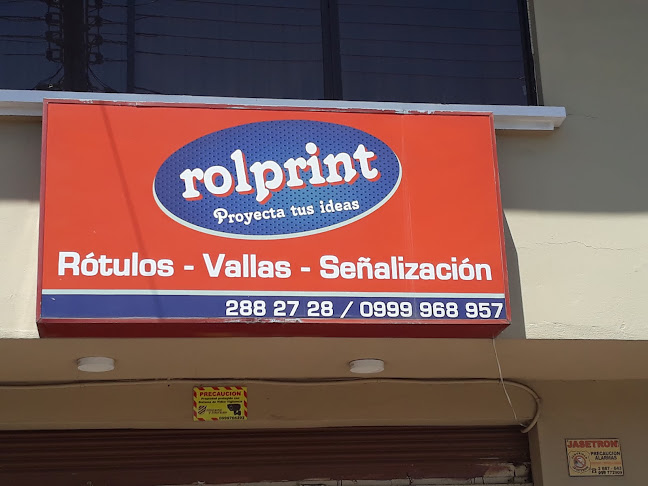 rolprint
Proyecta tus ideas
Rótulos - Vallas - Señalización
288 27 28 / 0999 968 957
PRECAUCION
JASETRON
PRECAUCION
ALARMAS